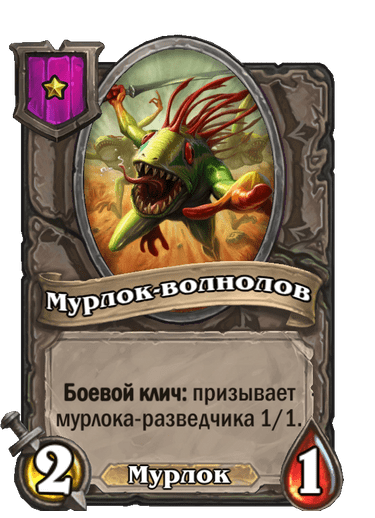 Мурлок-волнолов
Боевой клич: призывает
мурлока-разведчика 1/1.
2
Мурлок
1